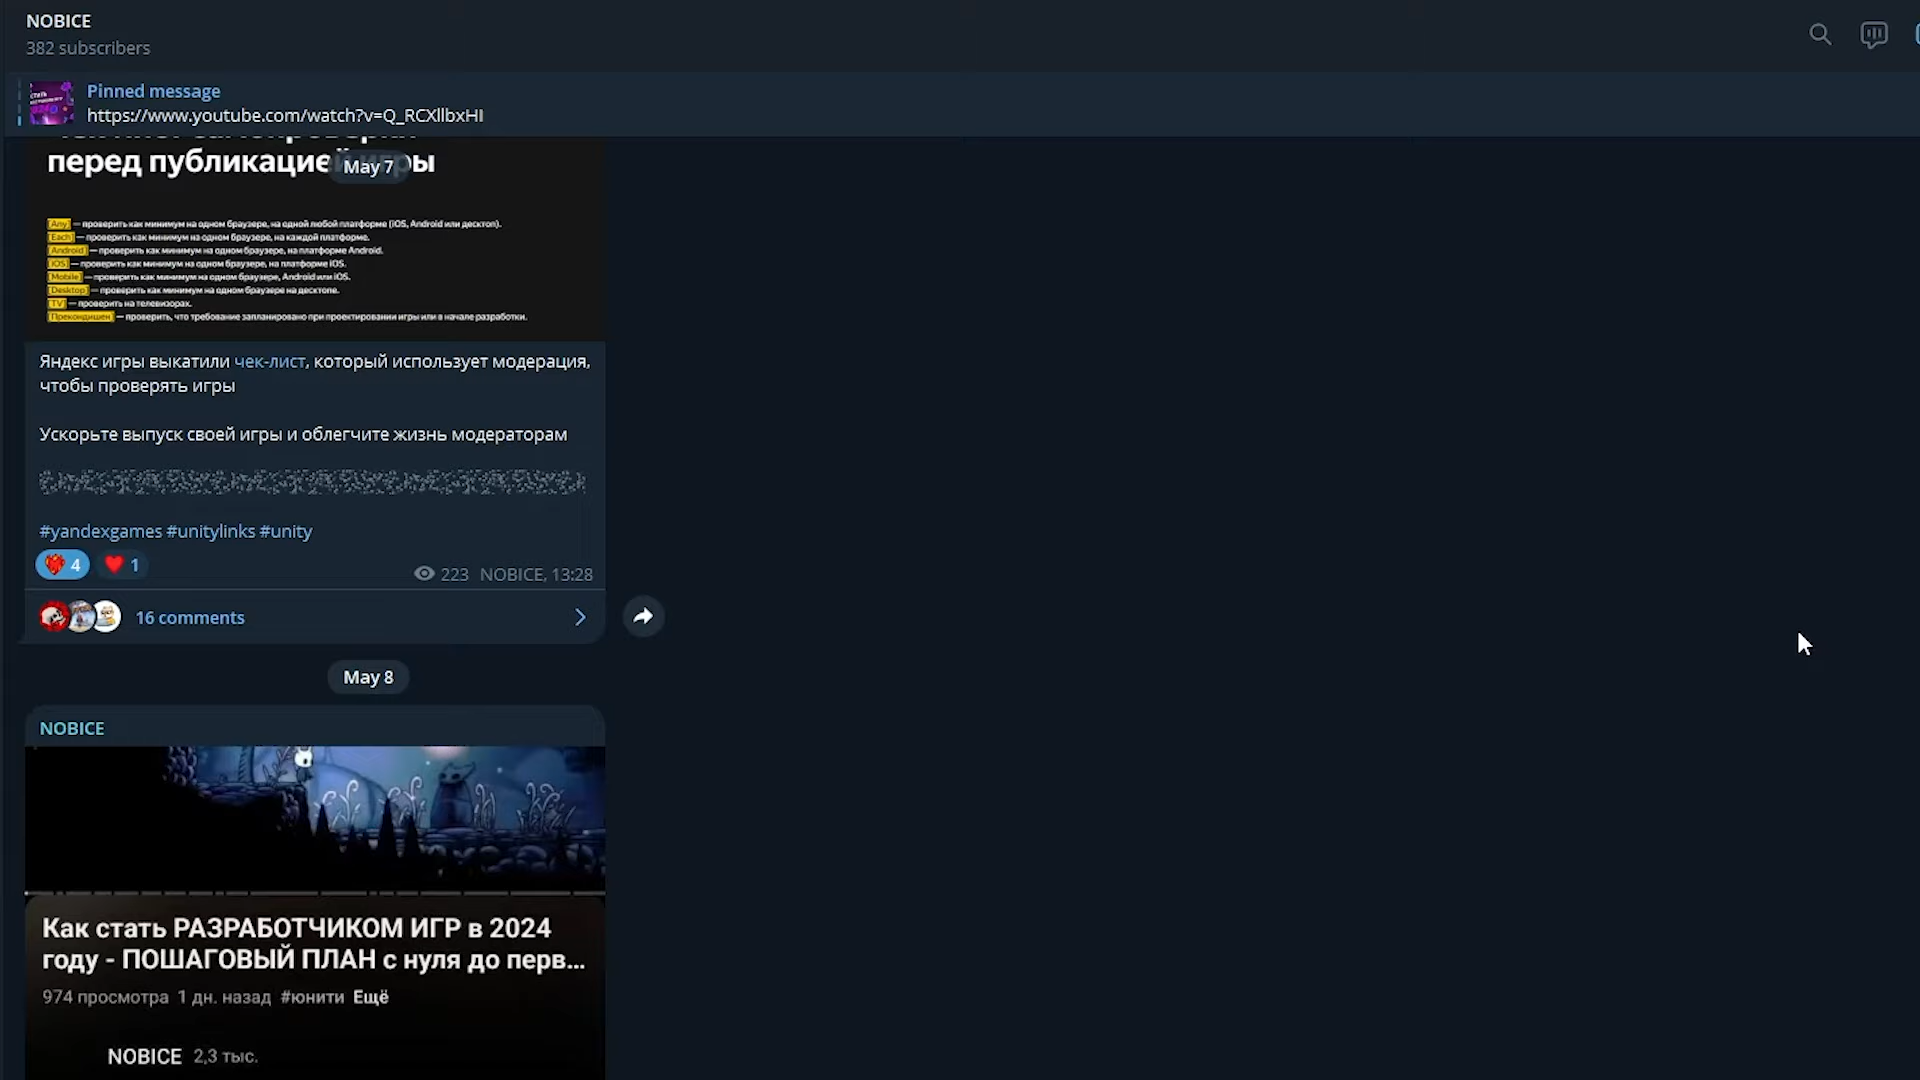 NOBICE
382 subscribers
Pinned message
https://www.youtube.com/watch?v=Q_RCXllbxHI
перед публикацией игры
May 7
[Any] — проверить как минимум на одном браузере, на одной любой платформе (iOS, Android или десктоп).
[Each] — проверить как минимум на одном браузере, на каждой платформе.
[Android] — проверить как минимум на одном браузере, на платформе Android.
[iOS] — проверить как минимум на одном браузере, на платформе iOS.
[Mobile] — проверить как минимум на одном браузере, Android или iOS.
[Desktop] — проверить как минимум на одном браузере на десктопе.
[TV] — проверить на телевизорах.
[Прекондишен] — проверить, что требование запланировано при проектировании игры или в начале разработки.
Яндекс игры выкатили чек-лист, который использует модерация,
чтобы проверять игры
Ускорьте выпуск своей игры и облегчите жизнь модераторам
#yandexgames #unitylinks #unity
4 1
223 NOBICE, 13:28
16 comments
May 8
NOBICE
Как стать РАЗРАБОТЧИКОМ ИГР в 2024
году - ПОШАГОВЫЙ ПЛАН с нуля до перв...
974 просмотра 1 дн. назад #юнити Ещё
NOBICE 2,3 тыс.